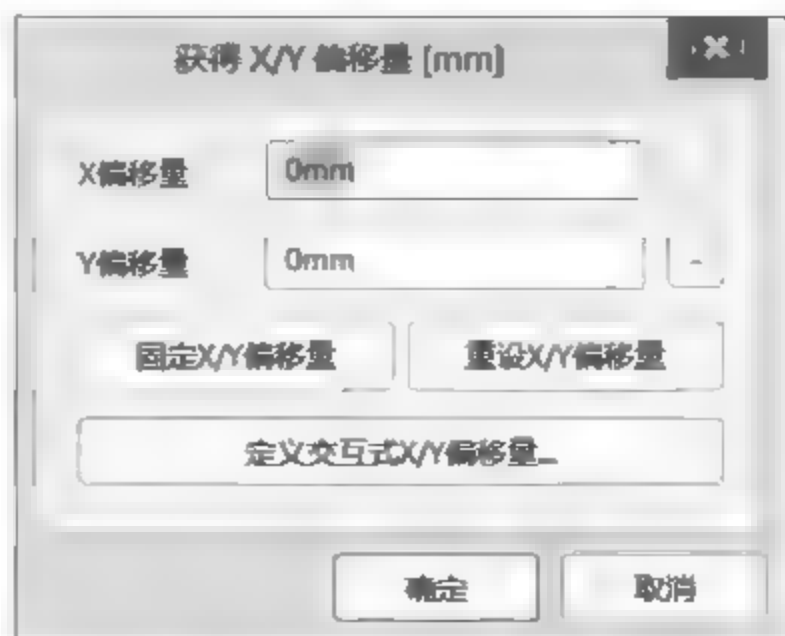 获得 X/Y 偏移量 [mm]
X偏移量 0mm
Y偏移量 0mm
固定X/Y偏移量 重设X/Y偏移量
定义交互式X/Y偏移量...
确定 取消